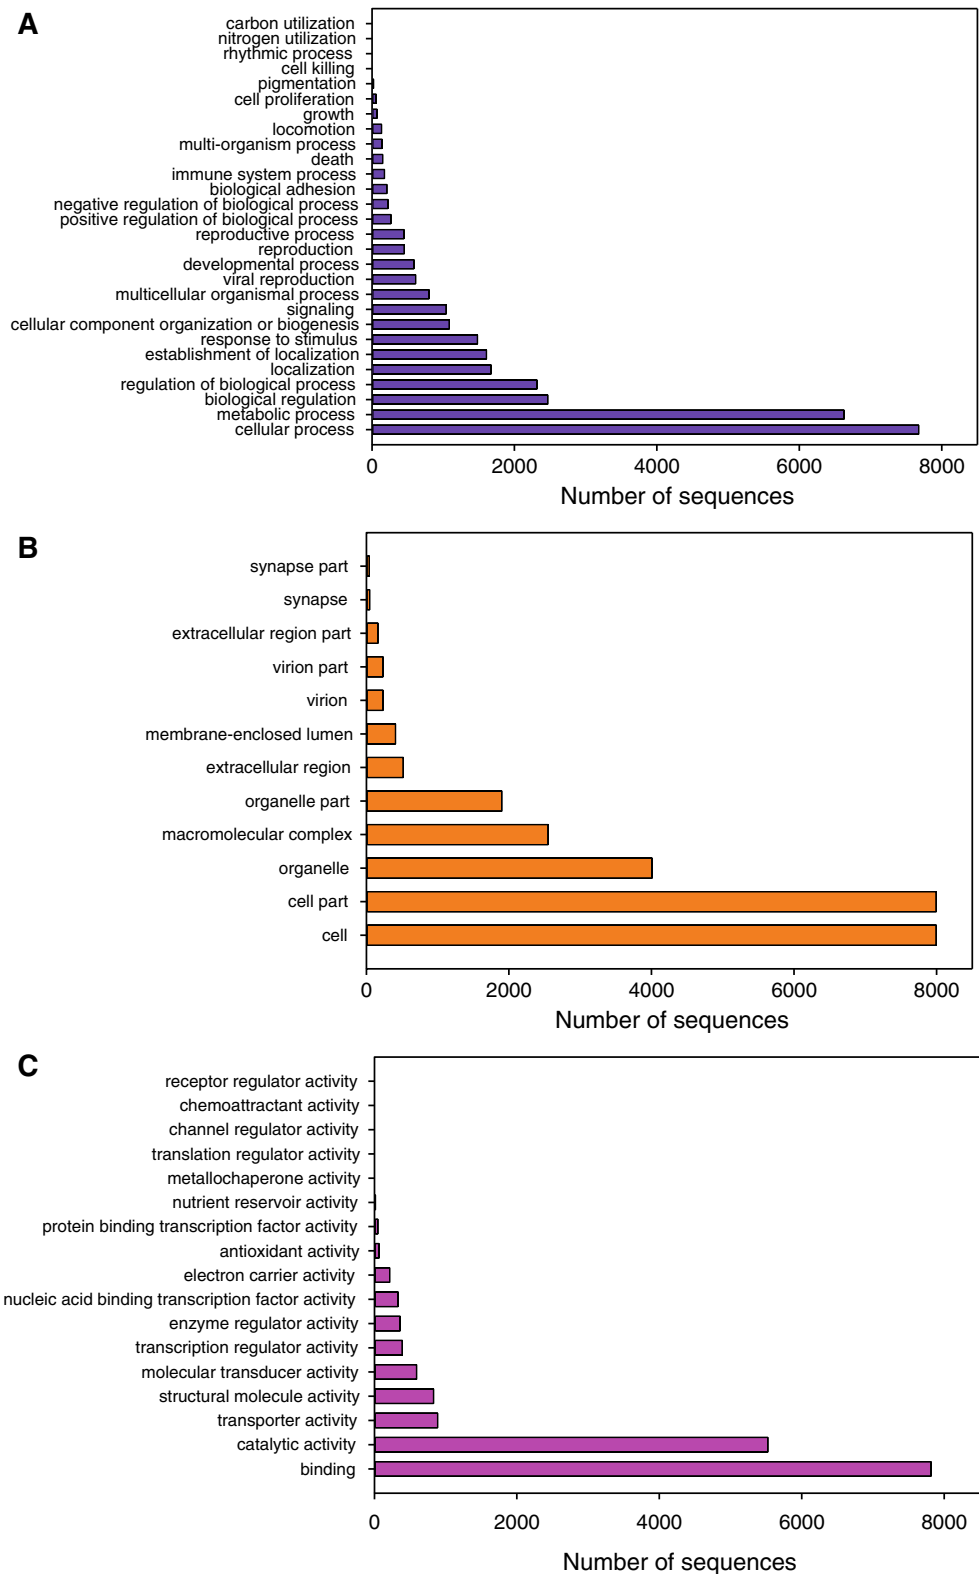 A
carbon utilization
nitrogen utilization
rhythmic process
cell killing
pigmentation
cell proliferation
growth
locomotion
multi-organism process
death
immune system process
biological adhesion
negative regulation of biological process
positive regulation of biological process
reproductive process
reproduction
developmental process
viral reproduction
multicellular organismal process
signaling
cellular component organization or biogenesis
response to stimulus
establishment of localization
localization
regulation of biological process
biological regulation
metabolic process
cellular process
0 2000 4000 6000 8000
Number of sequences
B
synapse part
synapse
extracellular region part
virion part
virion
membrane-enclosed lumen
extracellular region
organelle part
macromolecular complex
organelle
cell part
cell
0 2000 4000 6000 8000
Number of sequences
C
receptor regulator activity
chemoattractant activity
channel regulator activity
translation regulator activity
metallochaperone activity
nutrient reservoir activity
protein binding transcription factor activity
antioxidant activity
electron carrier activity
nucleic acid binding transcription factor activity
enzyme regulator activity
transcription regulator activity
molecular transducer activity
structural molecule activity
transporter activity
catalytic activity
binding
0 2000 4000 6000 8000
Number of sequences